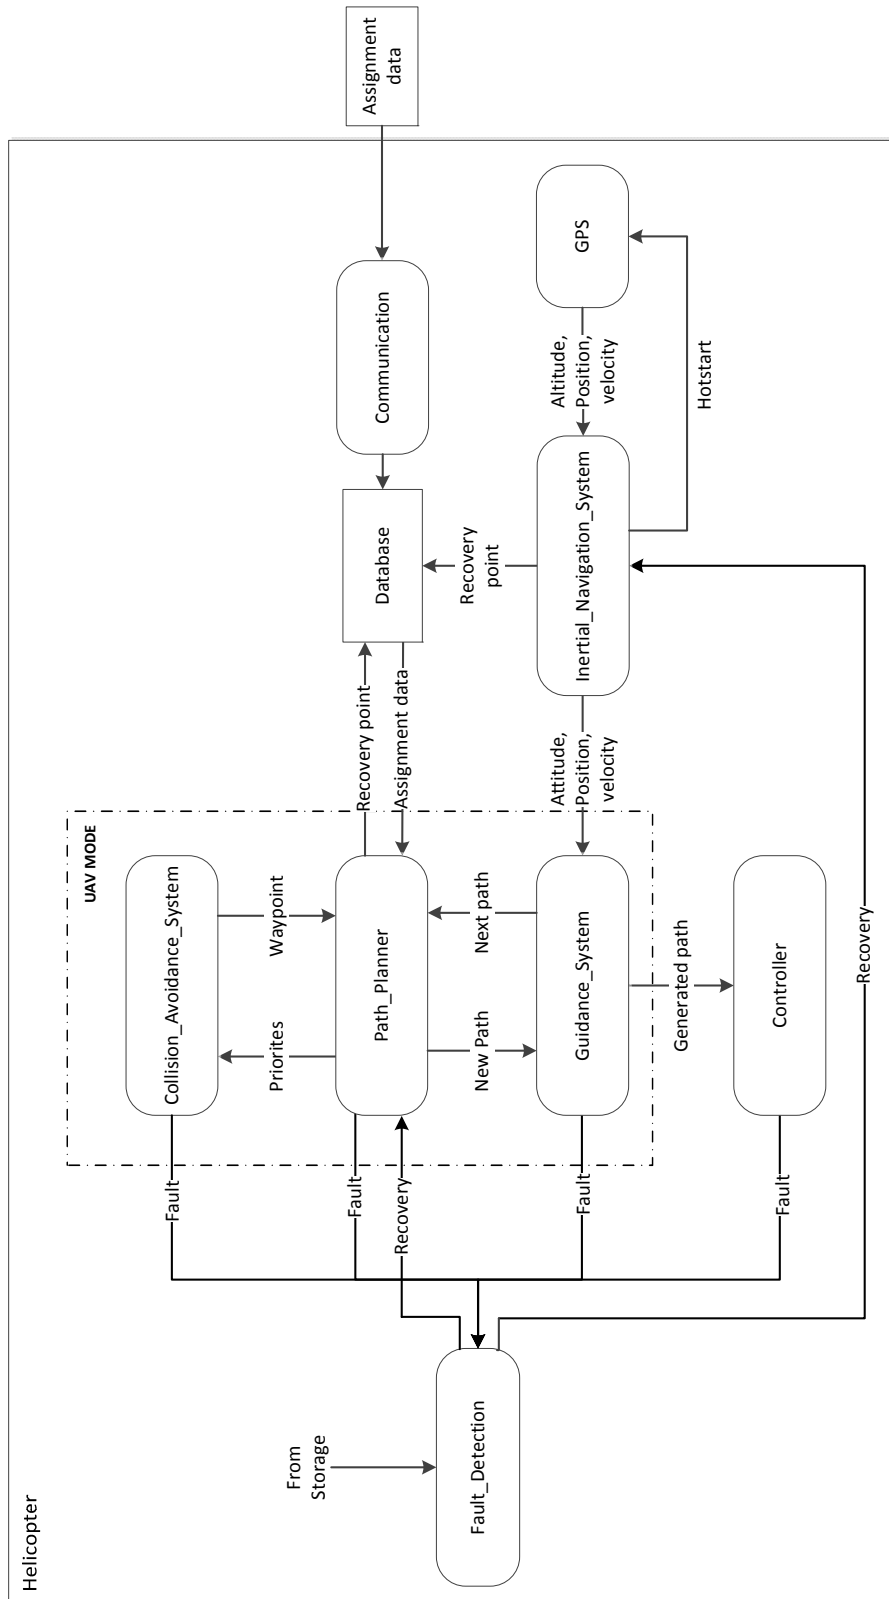 Helicopter
UAV MODE
Fault
Collision_Avoidance_System
Priorites
Waypoint
From
Storage
Fault
Recovery point
Path_Planner
Database
Communication
Assignment
data
Recovery
Assignment data
Fault_Detection
New Path
Next path
Recovery
point
Fault
Guidance_System
Attitude,
Position,
velocity
Inertial_Navigation_System
Altitude,
Position,
velocity
GPS
Generated path
Hotstart
Fault
Controller
Recovery